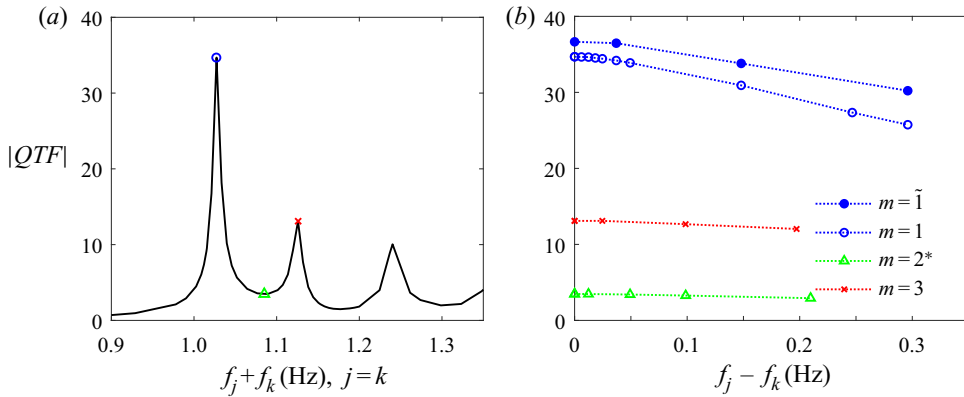 (a)
40
30
|QTF|
20
10
0
0.9 1.0 1.1 1.2 1.3
f_j+f_k (Hz), j=k
(b)
40
30
20
10
0
m=1̃
m=1
m=2*
m=3
0 0.1 0.2 0.3
f_j − f_k (Hz)